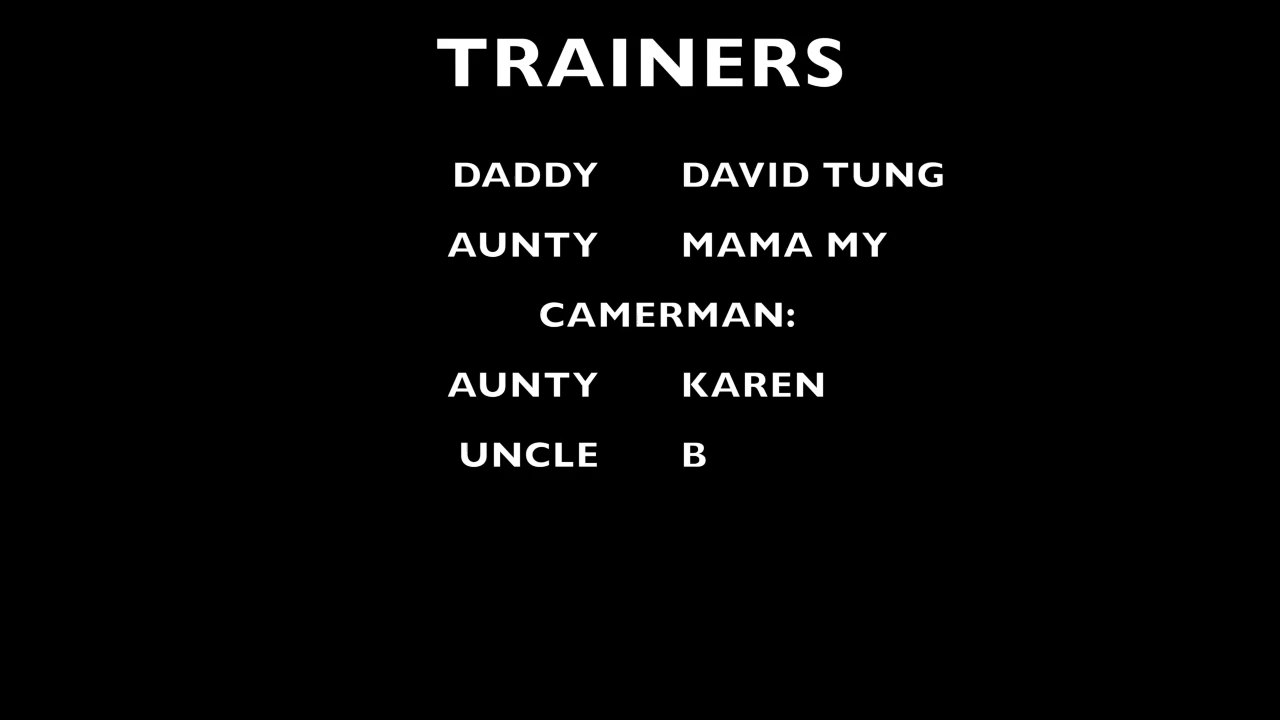 TRAINERS
DADDY DAVID TUNG
AUNTY MAMA MY
CAMERMAN:
AUNTY KAREN
UNCLE B